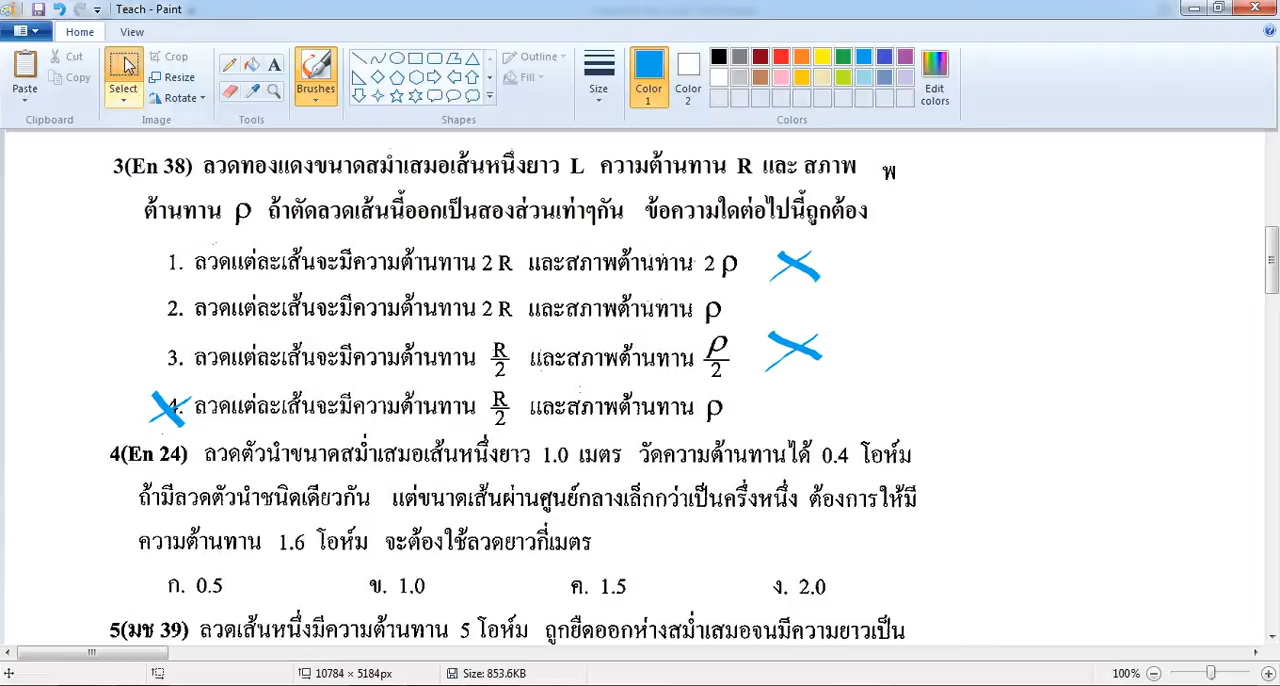 Teach - Paint
Home View
Paste Cut Copy Select Crop Resize Rotate Brushes Outline Fill Size Color 1 Color 2 Edit colors
Clipboard Image Tools Shapes Colors
3(En 38) ลวดทองแดงขนาดสม่ำเสมอเส้นหนึ่งยาว L ความต้านทาน R และ สภาพ พ
ต้านทาน ρ ถ้าตัดลวดเส้นนี้ออกเป็นสองส่วนเท่าๆกัน ข้อความใดต่อไปนี้ถูกต้อง
1. ลวดแต่ละเส้นจะมีความต้านทาน 2 R และสภาพต้านทาน 2 ρ
2. ลวดแต่ละเส้นจะมีความต้านทาน 2 R และสภาพต้านทาน ρ
3. ลวดแต่ละเส้นจะมีความต้านทาน R/2 และสภาพต้านทาน ρ/2
4. ลวดแต่ละเส้นจะมีความต้านทาน R/2 และสภาพต้านทาน ρ
4(En 24) ลวดตัวนำขนาดสม่ำเสมอเส้นหนึ่งยาว 1.0 เมตร วัดความต้านทานได้ 0.4 โอห์ม
ถ้ามีลวดตัวนำชนิดเดียวกัน แต่ขนาดเส้นผ่านศูนย์กลางเล็กกว่าเป็นครึ่งหนึ่ง ต้องการให้มี
ความต้านทาน 1.6 โอห์ม จะต้องใช้ลวดยาวกี่เมตร
ก. 0.5 ข. 1.0 ค. 1.5 ง. 2.0
5(มช 39) ลวดเส้นหนึ่งมีความต้านทาน 5 โอห์ม ถูกยืดออกห่างสม่ำเสมอจนมีความยาวเป็น
10784 × 5184px Size: 853.6KB 100%